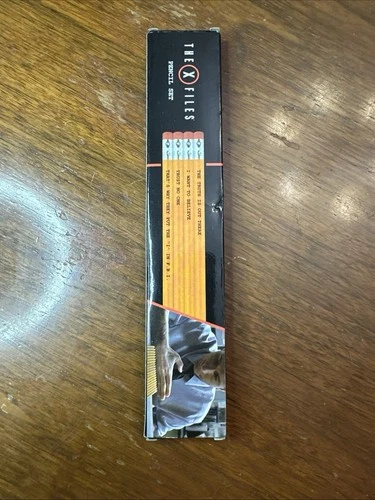 THE X FILES
PENCIL SET
THE TRUTH IS OUT THERE
I WANT TO BELIEVE
TRUST NO ONE
THAT'S WHY THEY PUT THE "I" IN F.B.I